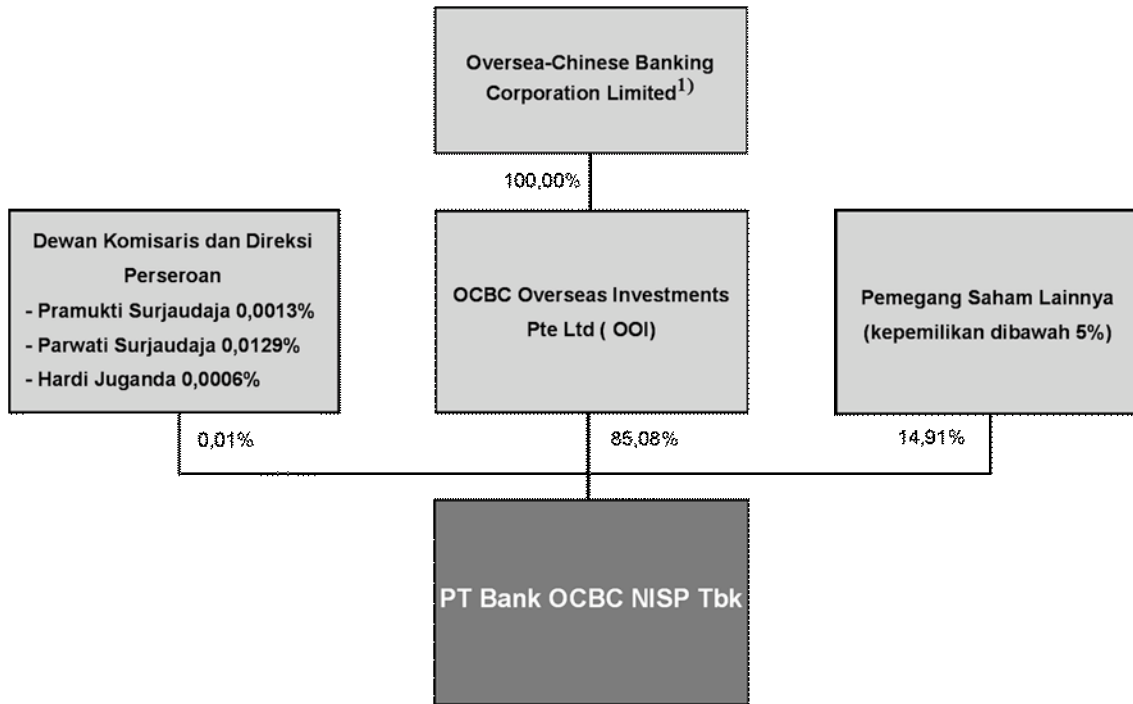 Oversea-Chinese Banking
Corporation Limited1)
100,00%
Dewan Komisaris dan Direksi
Perseroan
- Pramukti Surjaudaja 0,0013%
- Parwati Surjaudaja 0,0129%
- Hardi Juganda 0,0006%
OCBC Overseas Investments
Pte Ltd ( OOI)
Pemegang Saham Lainnya
(kepemilikan dibawah 5%)
0,01%
85,08%
14,91%
PT Bank OCBC NISP Tbk